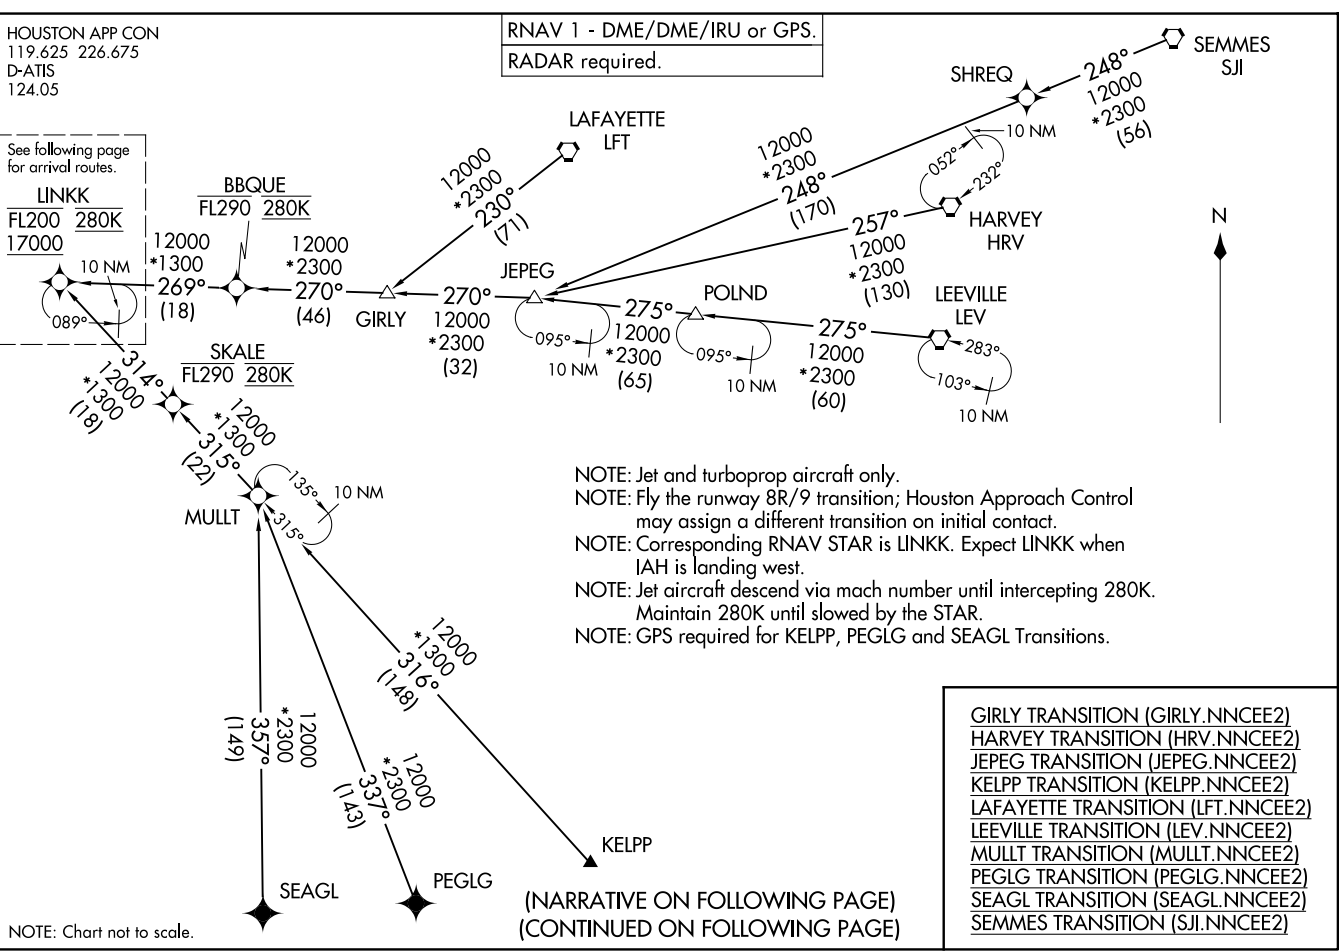 HOUSTON APP CON
119.625 226.675
D-ATIS
124.05
RNAV 1 - DME/DME/IRU or GPS.
RADAR required.
See following page
for arrival routes.
LINKK
FL200 280K
17000
10 NM
089°
12000
*1300
269°
(18)
BBQUE
FL290 280K
12000
*2300
270°
(46)
GIRLY
LAFAYETTE
LFT
12000
*2300
230°
(71)
JEPEG
270°
12000
*2300
(32)
095°
10 NM
275°
12000
*2300
(65)
POLND
095°
10 NM
275°
12000
*2300
(60)
LEEVILLE
LEV
283°
103°
10 NM
SEMMES
SJI
248°
12000
*2300
(56)
SHREQ
12000
*2300
248°
(170)
10 NM
052°
232°
HARVEY
HRV
257°
12000
*2300
(130)
N
314°
12000
*1300
(18)
SKALE
FL290 280K
12000
*1300
315°
(22)
MULLT
135°
315°
10 NM
12000
*1300
316°
(148)
KELPP
12000
*2300
337°
(143)
PEGLG
12000
*2300
357°
(149)
SEAGL
NOTE: Jet and turboprop aircraft only.
NOTE: Fly the runway 8R/9 transition; Houston Approach Control
may assign a different transition on initial contact.
NOTE: Corresponding RNAV STAR is LINKK. Expect LINKK when
IAH is landing west.
NOTE: Jet aircraft descend via mach number until intercepting 280K.
Maintain 280K until slowed by the STAR.
NOTE: GPS required for KELPP, PEGLG and SEAGL Transitions.
GIRLY TRANSITION (GIRLY.NNCEE2)
HARVEY TRANSITION (HRV.NNCEE2)
JEPEG TRANSITION (JEPEG.NNCEE2)
KELPP TRANSITION (KELPP.NNCEE2)
LAFAYETTE TRANSITION (LFT.NNCEE2)
LEEVILLE TRANSITION (LEV.NNCEE2)
MULLT TRANSITION (MULLT.NNCEE2)
PEGLG TRANSITION (PEGLG.NNCEE2)
SEAGL TRANSITION (SEAGL.NNCEE2)
SEMMES TRANSITION (SJI.NNCEE2)
(NARRATIVE ON FOLLOWING PAGE)
(CONTINUED ON FOLLOWING PAGE)
NOTE: Chart not to scale.